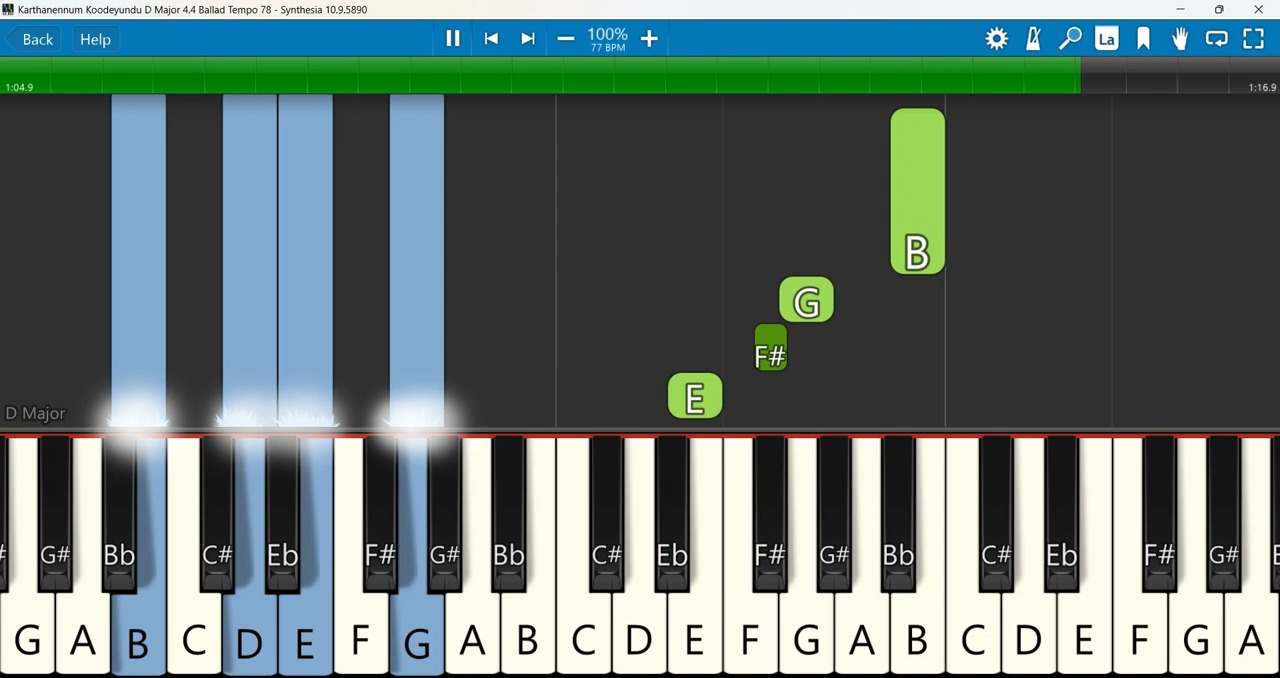 Karthanennum Koodeyundu D Major 4.4 Ballad Tempo 78 - Synthesia 10.9.5890
Back Help 100% La
77 BPM
1:04.9 1:16.9
B
G
F#
E
D Major
G# Bb C# Eb F# G# Bb C# Eb F# G# Bb C# Eb F# G#
G A B C D E F G A B C D E F G A B C D E F G A